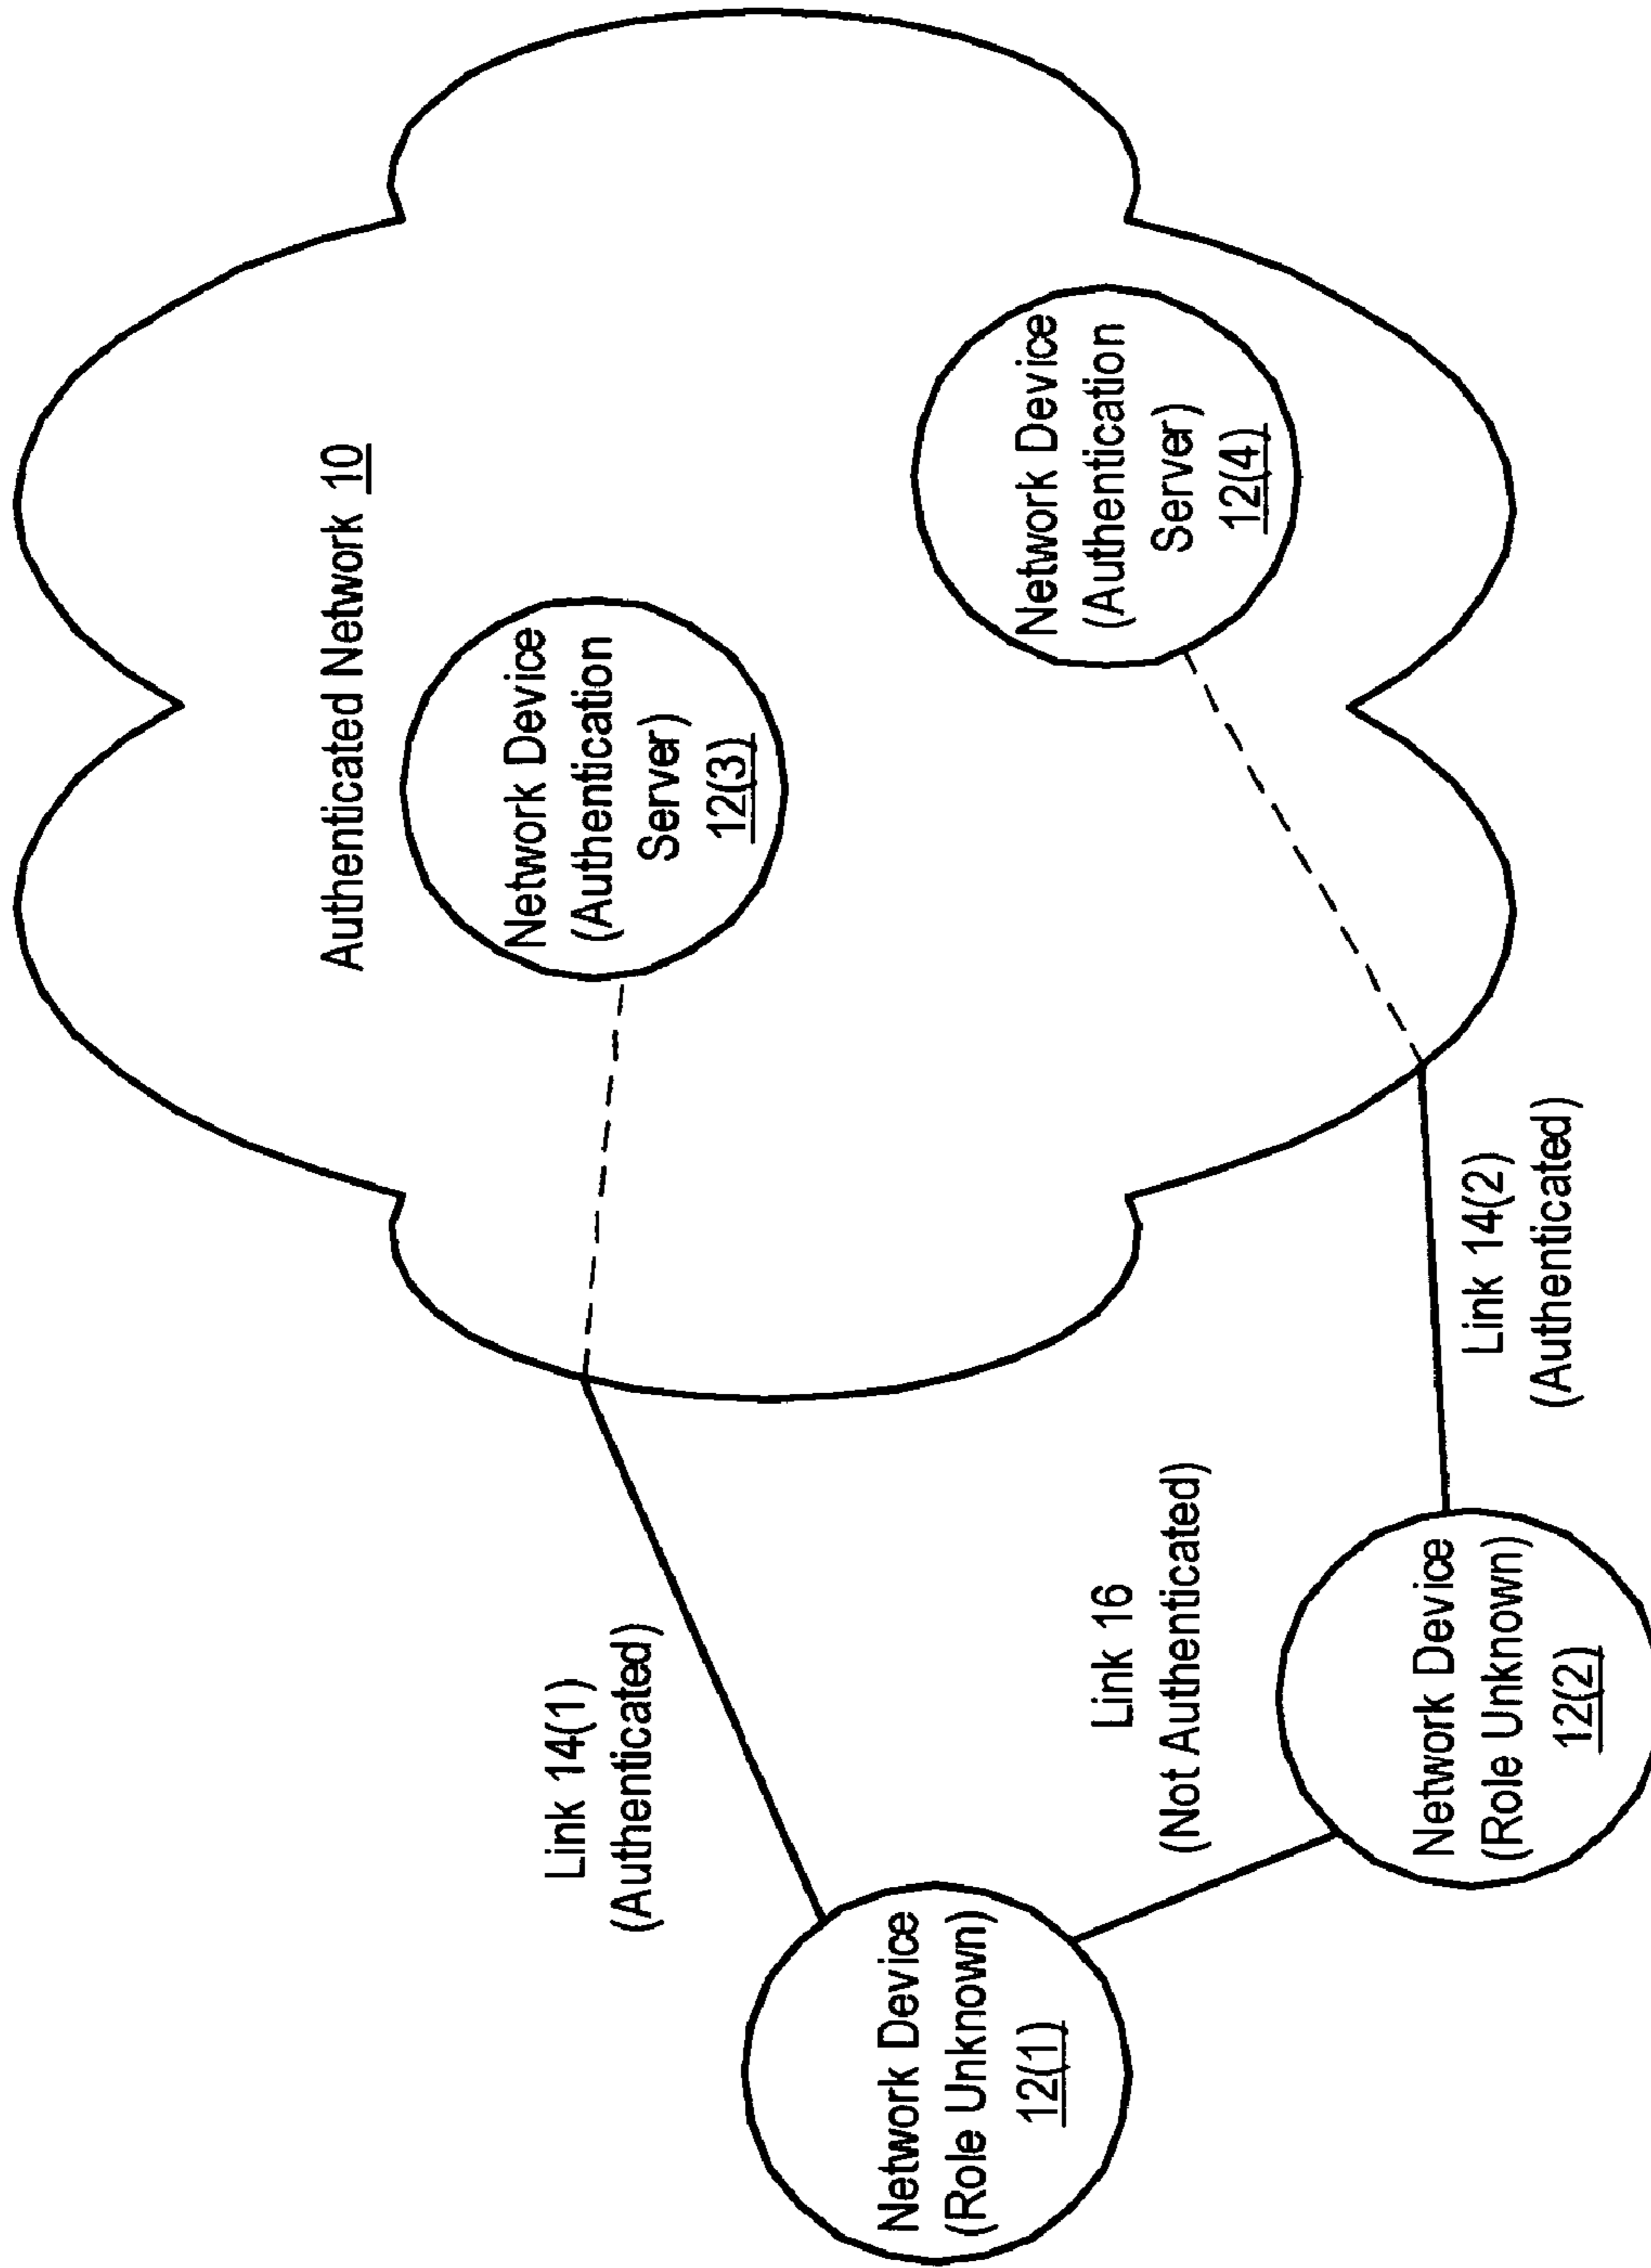 Authenticated Network 10
Network Device
(Authentication
Server)
12(3)
Network Device
(Authentication
Server)
12(4)
Link 14(1)
(Authenticated)
Link 16
(Not Authenticated)
Link 14(2)
(Authenticated)
Network Device
(Role Unknown)
12(1)
Network Device
(Role Unknown)
12(2)